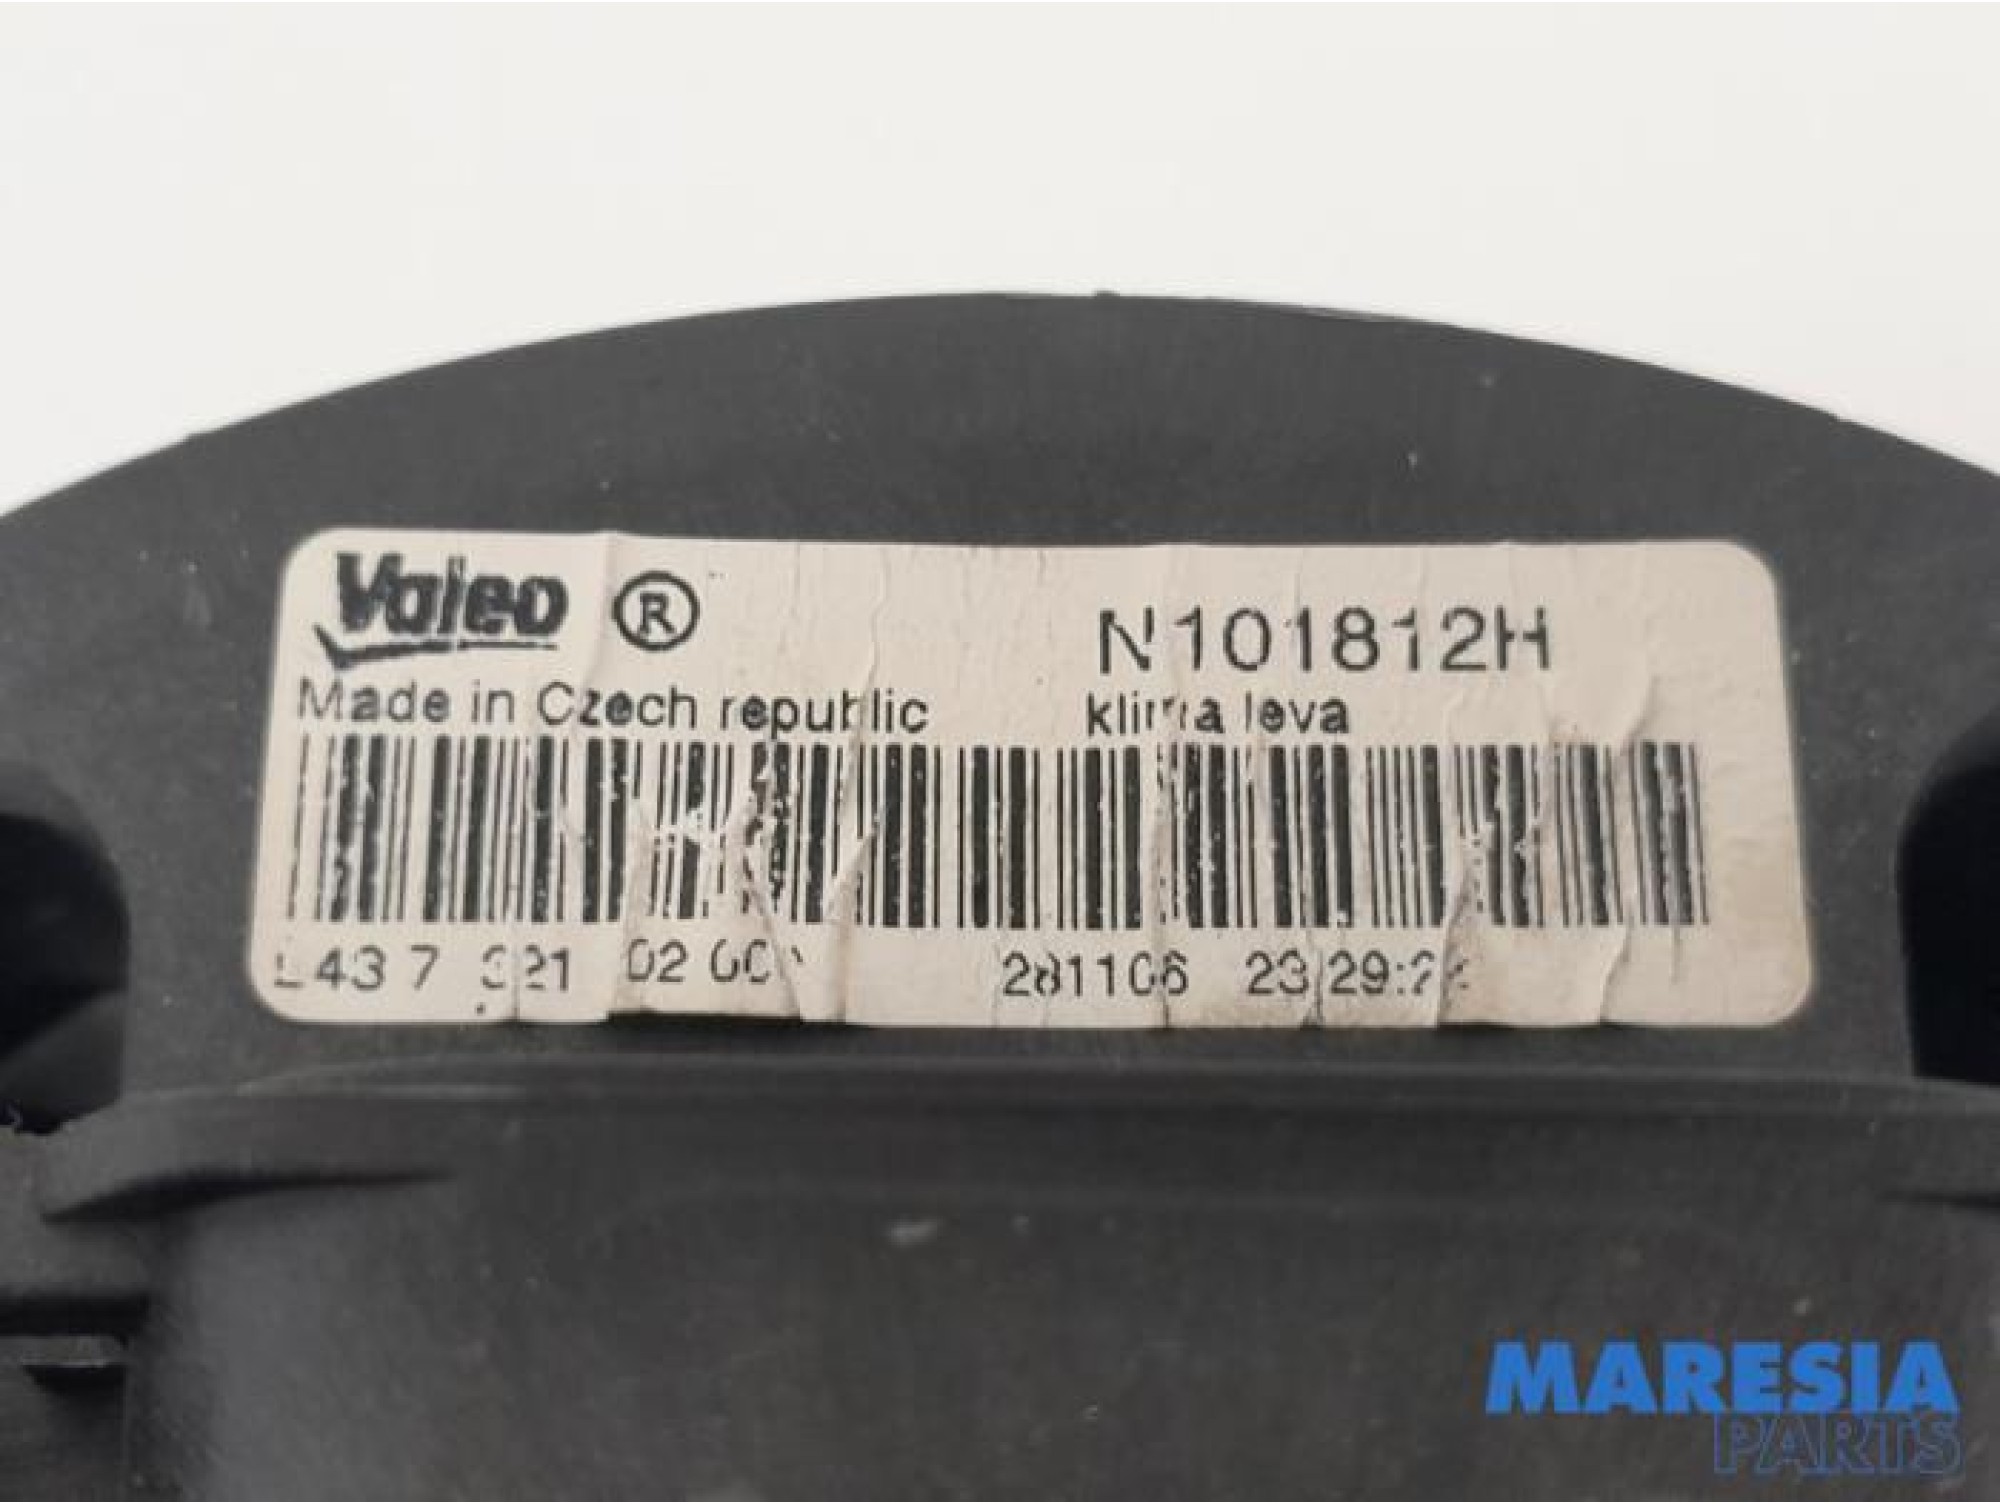 Valeo ®
N101812H
Made in Czech republic
klima leva
281106
MARESIA
PARTS